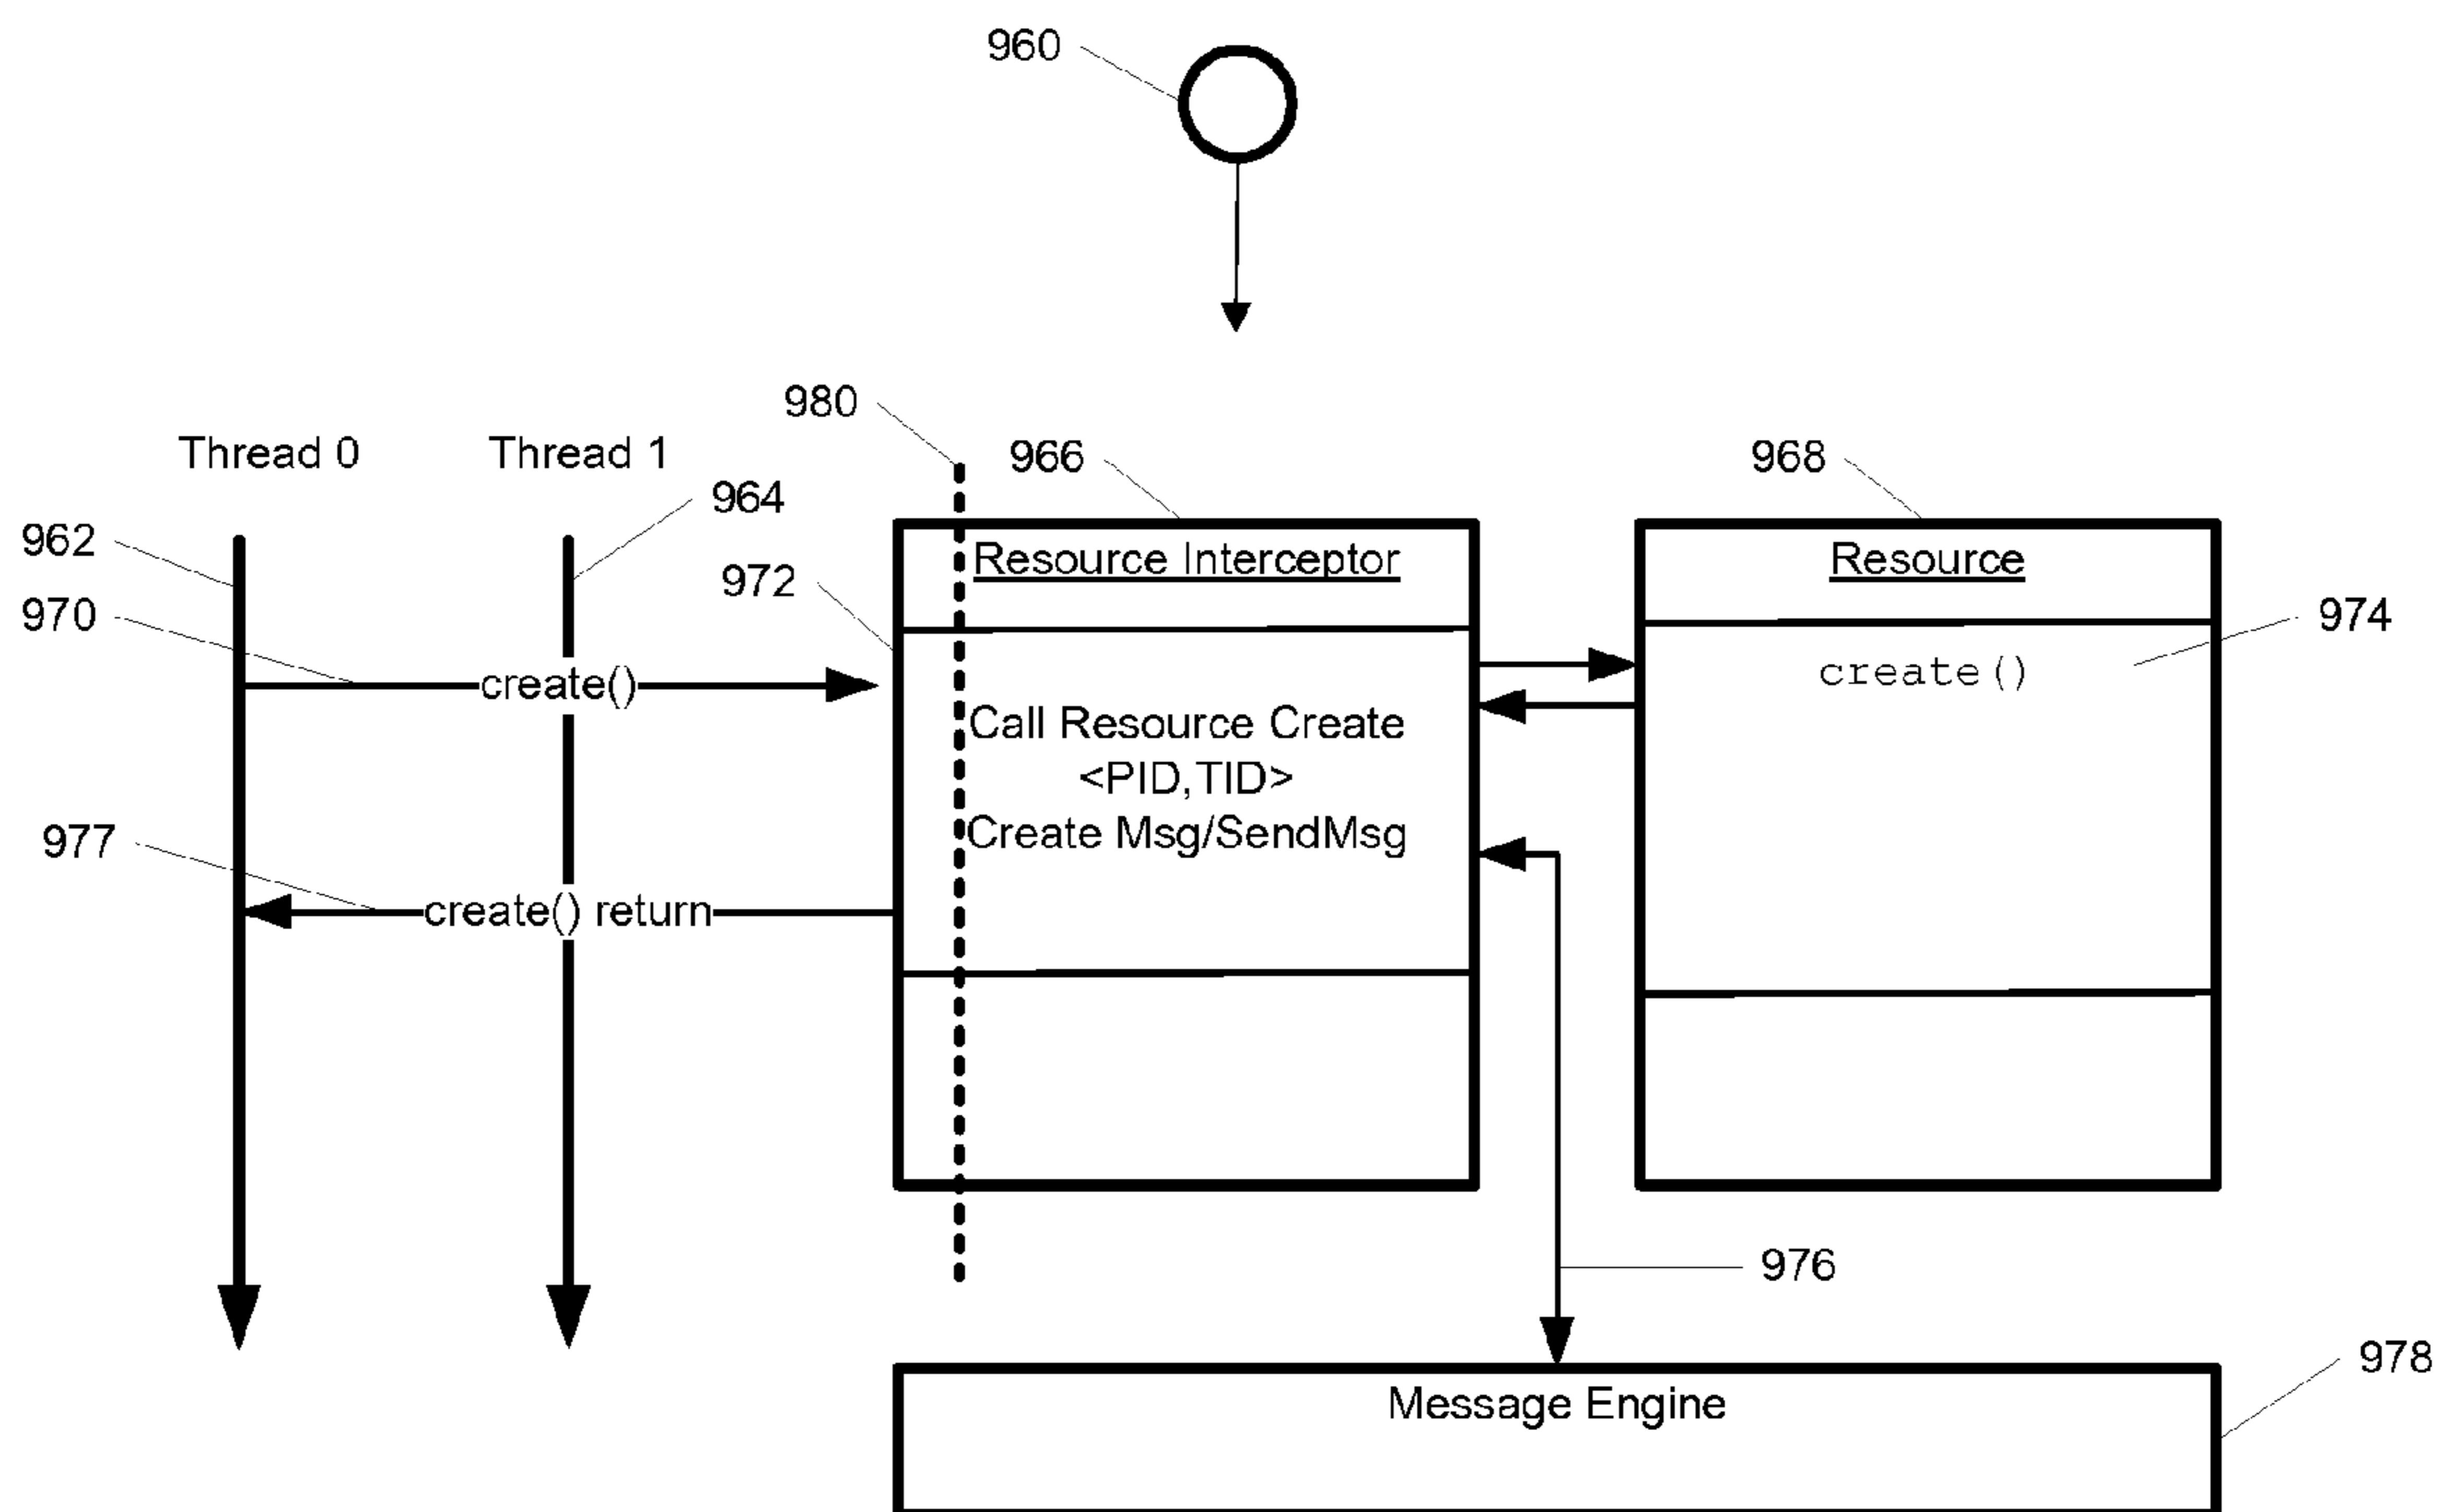 960
980
Thread 0
Thread 1
966
968
964
962
972
Resource Interceptor
Resource
970
974
create()
create()
Call Resource Create
<PID,TID>
Create Msg/SendMsg
977
create() return
976
978
Message Engine